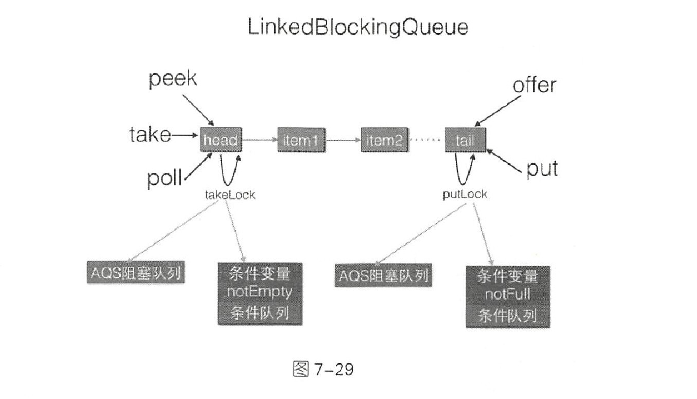 LinkedBlockingQueue
peek
offer
take
head
item1
item2
tail
poll
put
takeLock
putLock
AQS阻塞队列
条件变量
notEmpty
条件队列
AQS阻塞队列
条件变量
notFull
条件队列
图 7-29